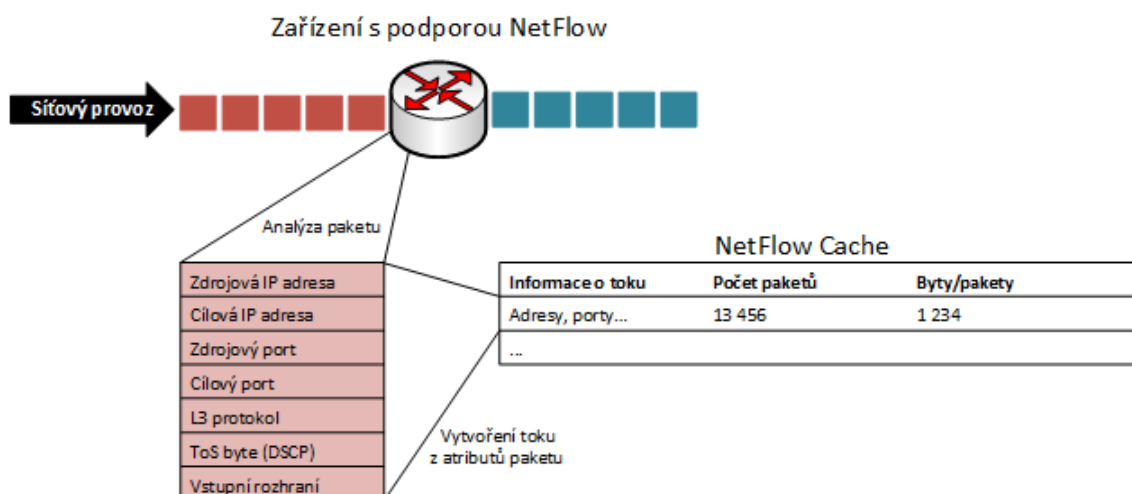 Zařízení s podporou NetFlow
Síťový provoz
Analýza paketu
Zdrojová IP adresa
Cílová IP adresa
Zdrojový port
Cílový port
L3 protokol
ToS byte (DSCP)
Vstupní rozhraní
NetFlow Cache
Informace o toku Počet paketů Byty/pakety
Adresy, porty... 13 456 1 234
...
Vytvoření toku
z atributů paketu